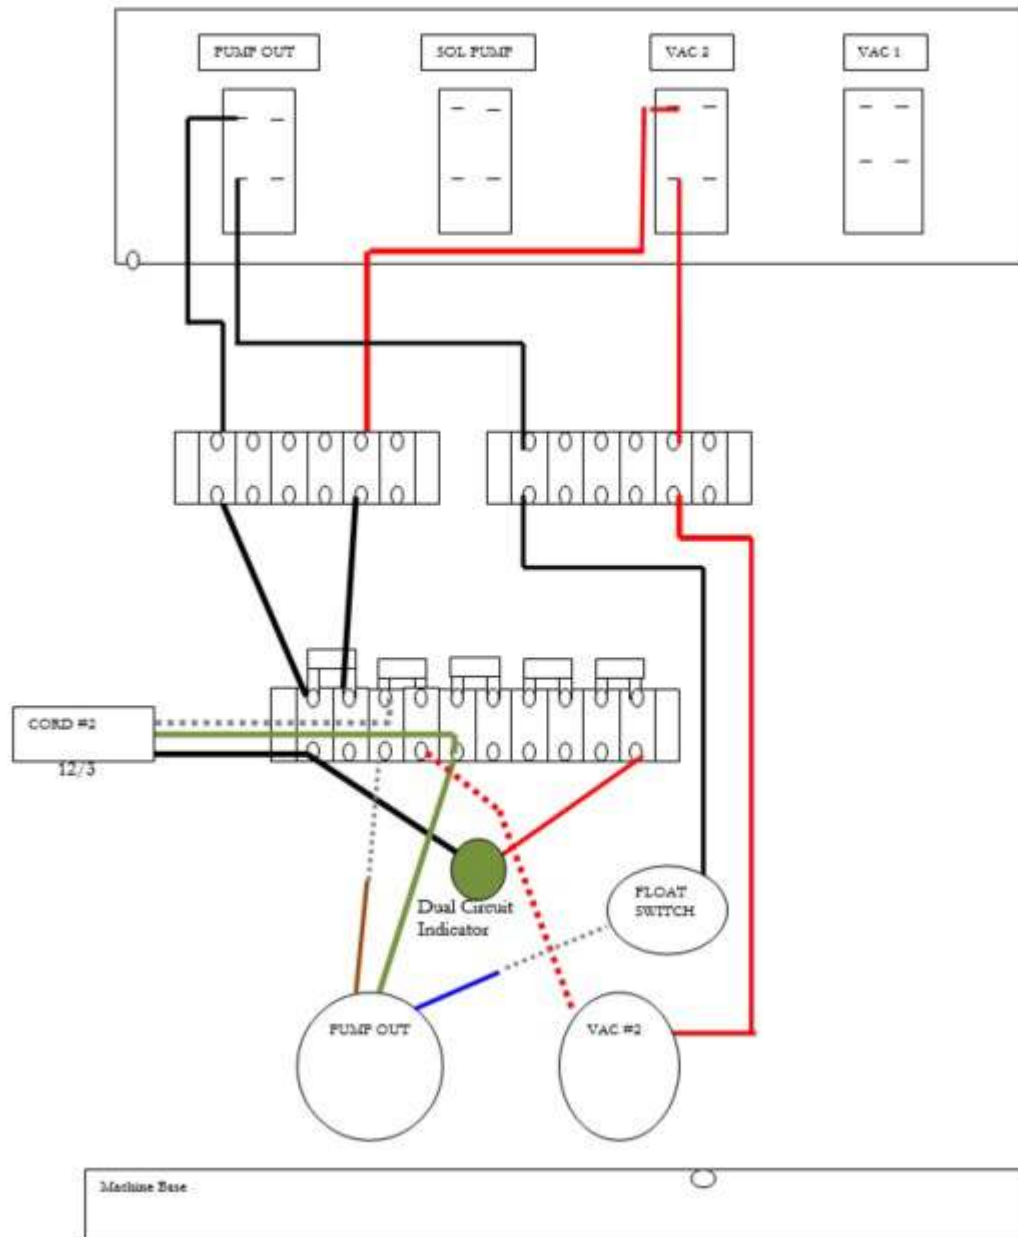 PUMP OUT
SOL PUMP
VAC 2
VAC 1
CORD #2
12/3
Dual Circuit
Indicator
FLOAT
SWITCH
PUMP OUT
VAC #2
Machine Base